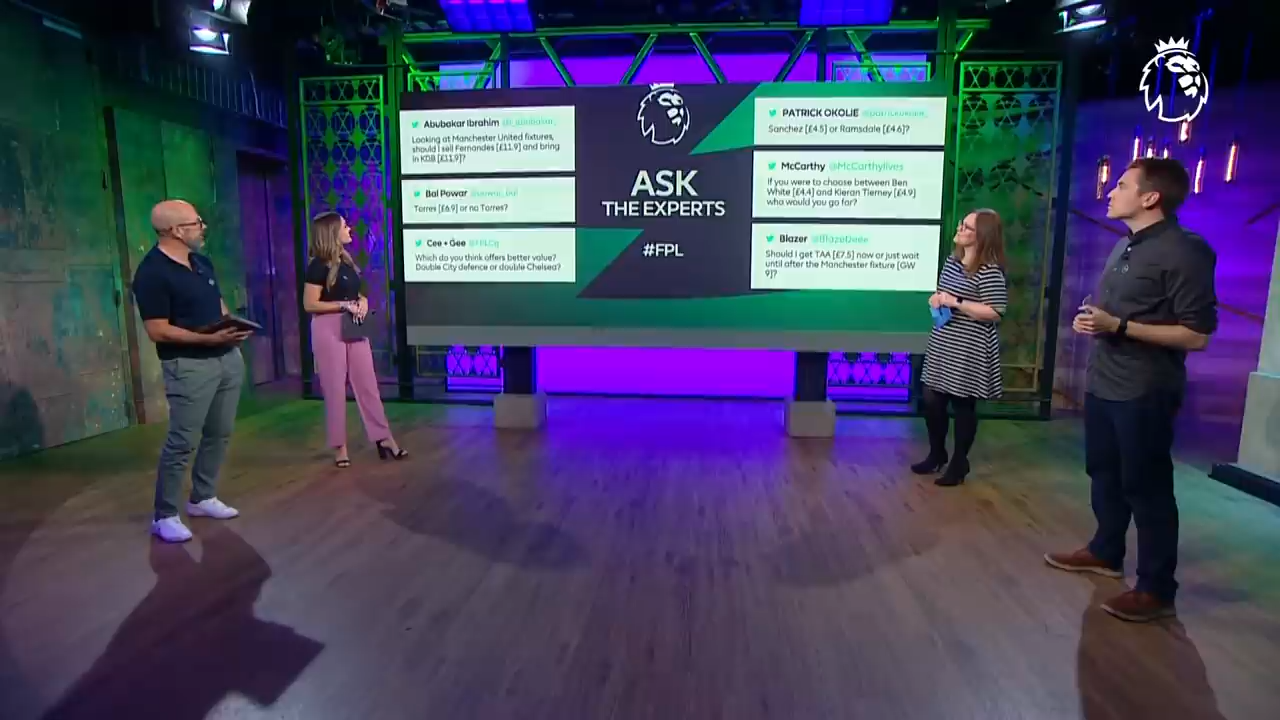 Abubakar Ibrahim
Looking at Manchester United fixtures,
should I sell Fernandes [£11.9] and bring
in KDB [£11.9]?
Bal Powar
Torres [£6.9] or no Torres?
Cee + Gee @FPLCg
Which do you think offers better value?
Double City defence or double Chelsea?
ASK
THE EXPERTS
#FPL
PATRICK OKOLIE
Sanchez [£4.5] or Ramsdale [£4.6]?
McCarthy @McCarthylives
If you were to choose between Ben
White [£4.4] and Kieran Tierney [£4.9]
who would you go for?
Blazer
Should I get TAA [£7.5] now or just wait
until after the Manchester fixture [GW
9]?